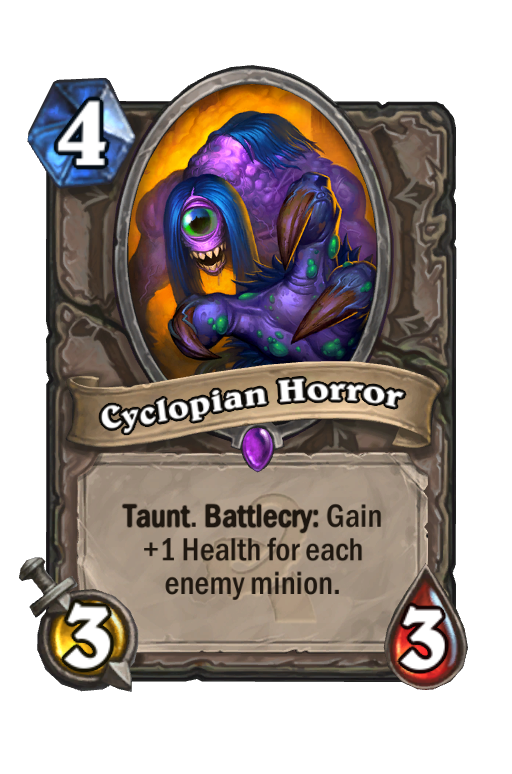 4
Cyclopian Horror
Taunt. Battlecry: Gain
+1 Health for each
enemy minion.
3
3